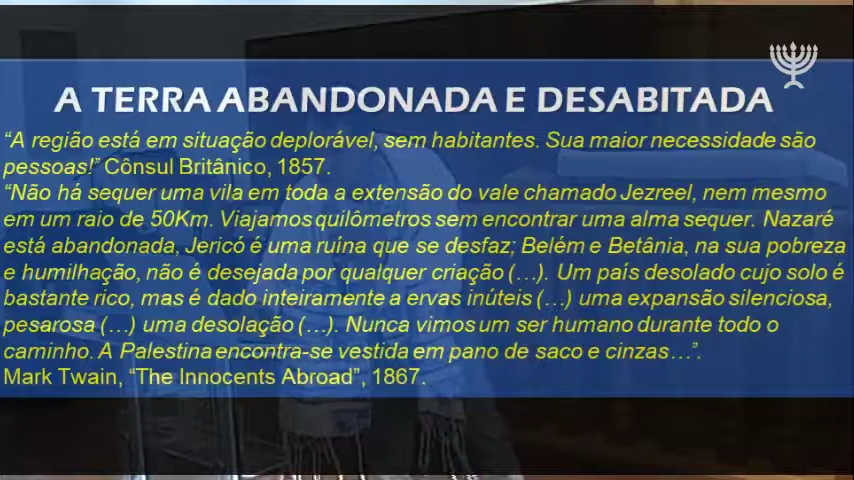 A TERRA ABANDONADA E DESABITADA
“A região está em situação deplorável, sem habitantes. Sua maior necessidade são
pessoas!” Cônsul Britânico, 1857.
“Não há sequer uma vila em toda a extensão do vale chamado Jezreel, nem mesmo
em um raio de 50Km. Viajamos quilômetros sem encontrar uma alma sequer. Nazaré
está abandonada, Jericó é uma ruína que se desfaz; Belém e Betânia, na sua pobreza
e humilhação, não é desejada por qualquer criação (…). Um país desolado cujo solo é
bastante rico, mas é dado inteiramente a ervas inúteis (…) uma expansão silenciosa,
pesarosa (…) uma desolação (…). Nunca vimos um ser humano durante todo o
caminho. A Palestina encontra-se vestida em pano de saco e cinzas…”.
Mark Twain, “The Innocents Abroad”, 1867.